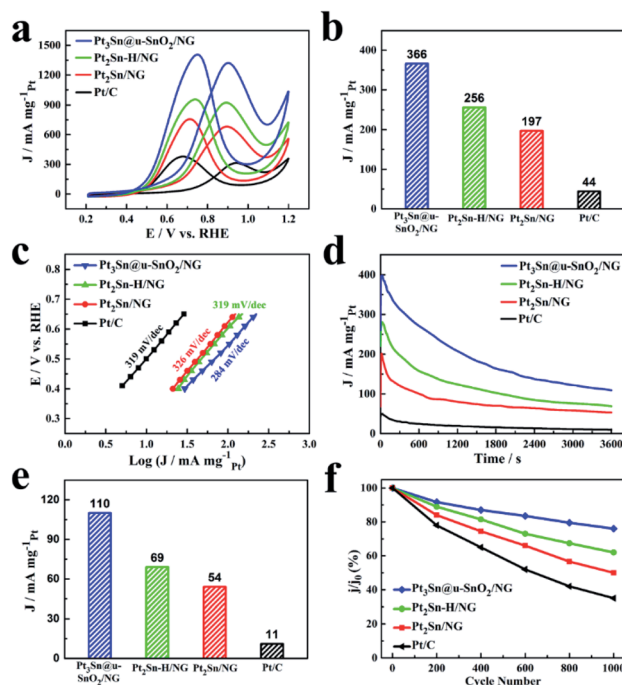 a
1500
1200
900
600
300
0
J / mA mg⁻¹Pt
0.2 0.4 0.6 0.8 1.0 1.2
E / V vs. RHE
Pt₃Sn@u-SnO₂/NG
Pt₂Sn-H/NG
Pt₂Sn/NG
Pt/C
b
400
300
200
100
0
J / mA mg⁻¹Pt
366
256
197
44
Pt₃Sn@u-
SnO₂/NG
Pt₂Sn-H/NG Pt₂Sn/NG Pt/C
c
0.9
0.8
0.7
0.6
0.5
0.4
0.3
E / V vs. RHE
0.0 0.5 1.0 1.5 2.0 2.5 3.0
Log (J / mA mg⁻¹Pt)
Pt₃Sn@u-SnO₂/NG
Pt₂Sn-H/NG
Pt₂Sn/NG
Pt/C
319 mV/dec
319 mV/dec
326 mV/dec
284 mV/dec
d
400
300
200
100
0
J / mA mg⁻¹Pt
0 600 1200 1800 2400 3000 3600
Time / s
Pt₃Sn@u-SnO₂/NG
Pt₂Sn-H/NG
Pt₂Sn/NG
Pt/C
e
120
90
60
30
0
J / mA mg⁻¹Pt
110
69
54
11
Pt₃Sn@u-
SnO₂/NG
Pt₂Sn-H/NG Pt₂Sn/NG Pt/C
f
100
80
60
40
20
0
j/j₀ (%)
0 200 400 600 800 1000
Cycle Number
Pt₃Sn@u-SnO₂/NG
Pt₂Sn-H/NG
Pt₂Sn/NG
Pt/C